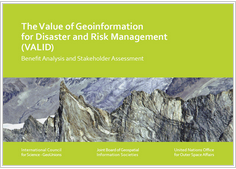 The Value of Geoinformation
for Disaster and Risk Management
(VALID)
Benefit Analysis and Stakeholder Assessment
International Council
for Science - GeoUnions
Joint Board of Geospatial
Information Societies
United Nations Office
for Outer Space Affairs